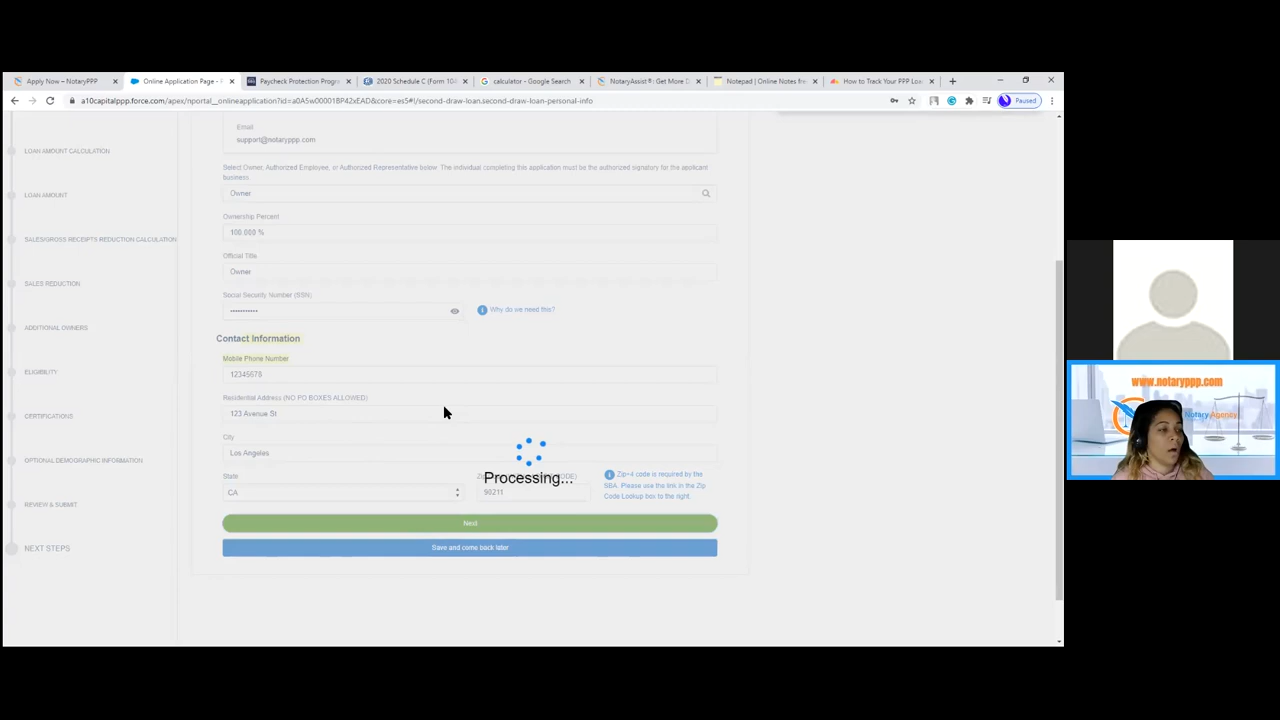 Apply Now – NotaryPPP
Online Application Page -
Paycheck Protection Progr
2020 Schedule C (Form 104
calculator - Google Search
NotaryAssist®: Get More D
Notepad | Online Notes fre
How to Track Your PPP Loa
a10capitalppp.force.com/apex/nportal__onlineapplication?id=a0A5w00001BP42xEAD&core=es5#!/second-draw-loan.second-draw-loan-personal-info
Paused
LOAN AMOUNT CALCULATION
LOAN AMOUNT
SALES/GROSS RECEIPTS REDUCTION CALCULATION
SALES REDUCTION
ADDITIONAL OWNERS
ELIGIBILITY
CERTIFICATIONS
OPTIONAL DEMOGRAPHIC INFORMATION
REVIEW & SUBMIT
NEXT STEPS
Email
support@notaryppp.com
Select Owner, Authorized Employee, or Authorized Representative below. The individual completing this application must be the authorized signatory for the applicant
business.
Owner
Ownership Percent
100.000 %
Official Title
Owner
Social Security Number (SSN)
Why do we need this?
Contact Information
Mobile Phone Number
12345678
Residential Address (NO PO BOXES ALLOWED)
123 Avenue St
City
Los Angeles
State
CODE)
CA
90211
Zip+4 code is required by the
SBA. Please use the link in the Zip
Code Lookup box to the right.
Processing...
Next
Save and come back later
www.notaryppp.com
Notary Agency